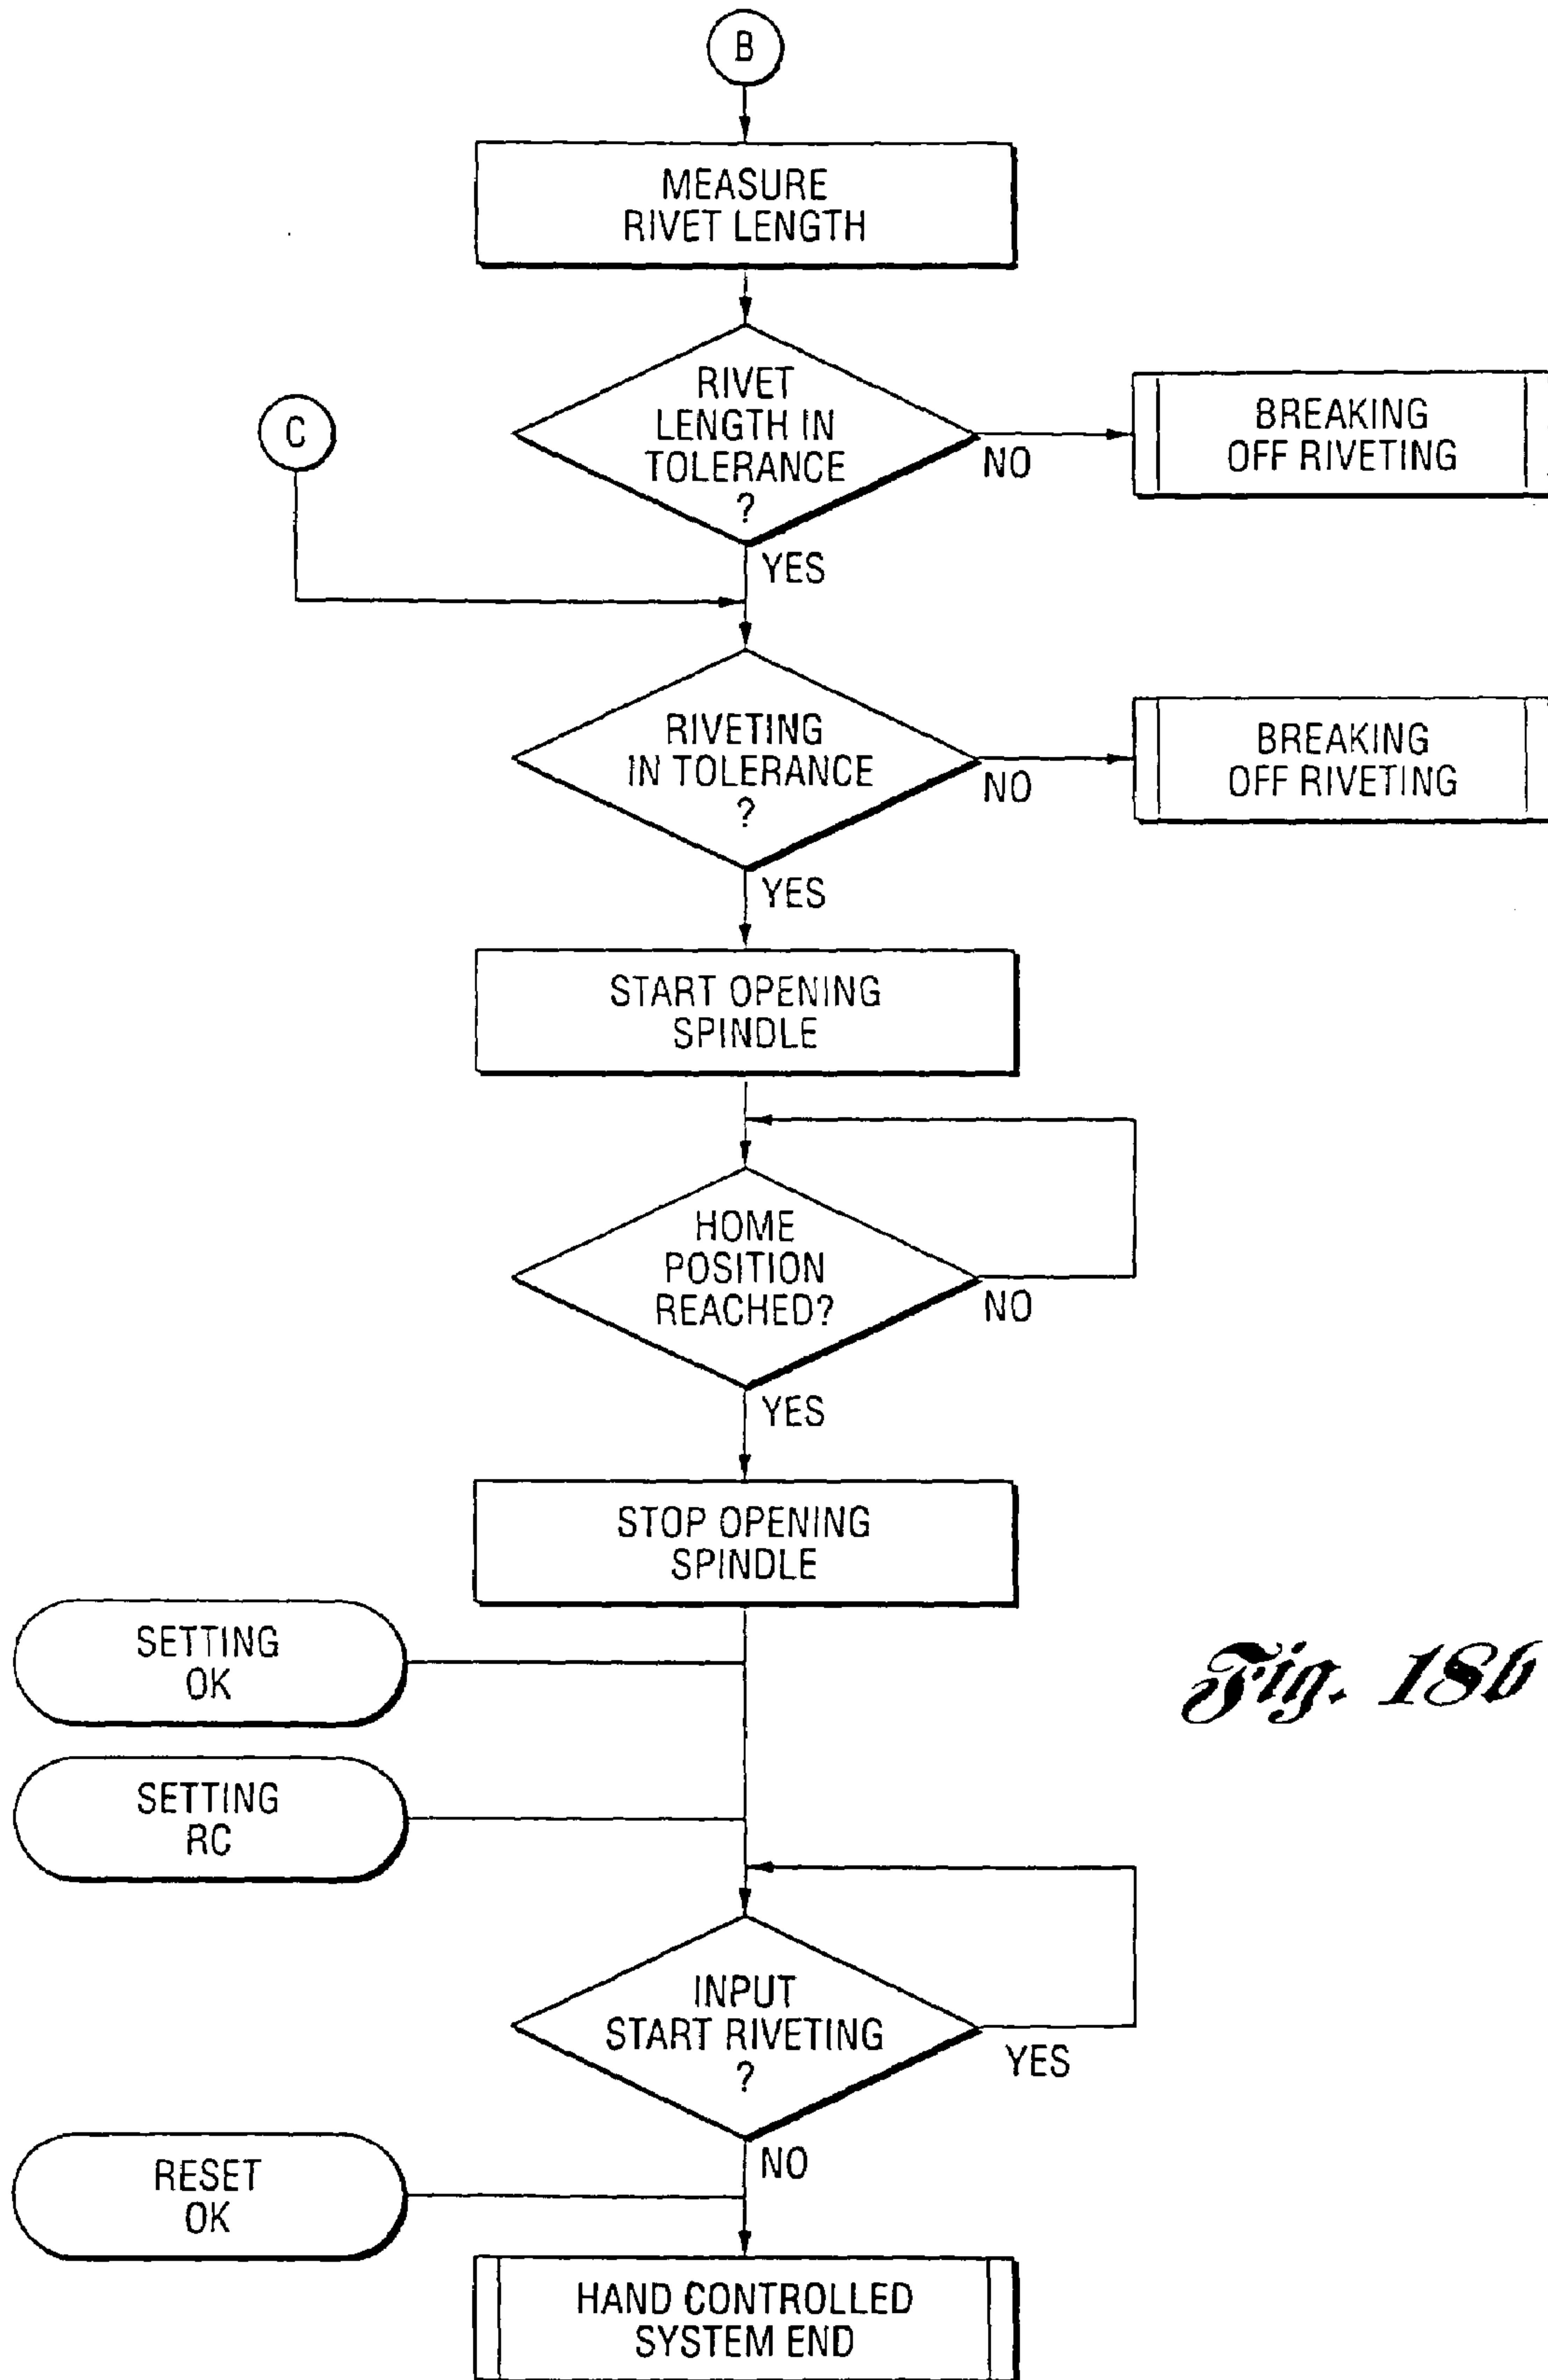 B
MEASURE
RIVET LENGTH
RIVET
LENGTH IN
TOLERANCE
?
NO
BREAKING
OFF RIVETING
C
YES
RIVETING
IN TOLERANCE
?
NO
BREAKING
OFF RIVETING
YES
START OPENING
SPINDLE
HOME
POSITION
REACHED?
NO
YES
STOP OPENING
SPINDLE
SETTING
OK
Fig. 18b
SETTING
RC
INPUT
START RIVETING
?
YES
NO
RESET
OK
HAND CONTROLLED
SYSTEM END